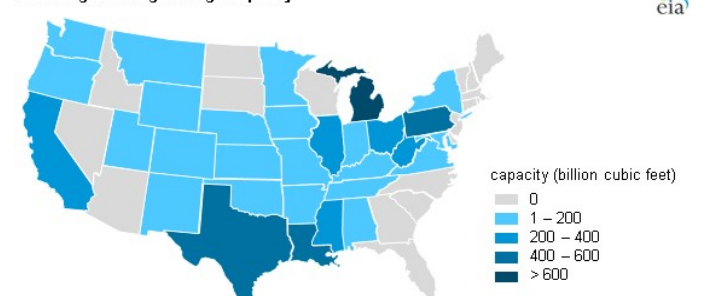 eia
capacity (billion cubic feet)
0
1 – 200
200 – 400
400 – 600
> 600